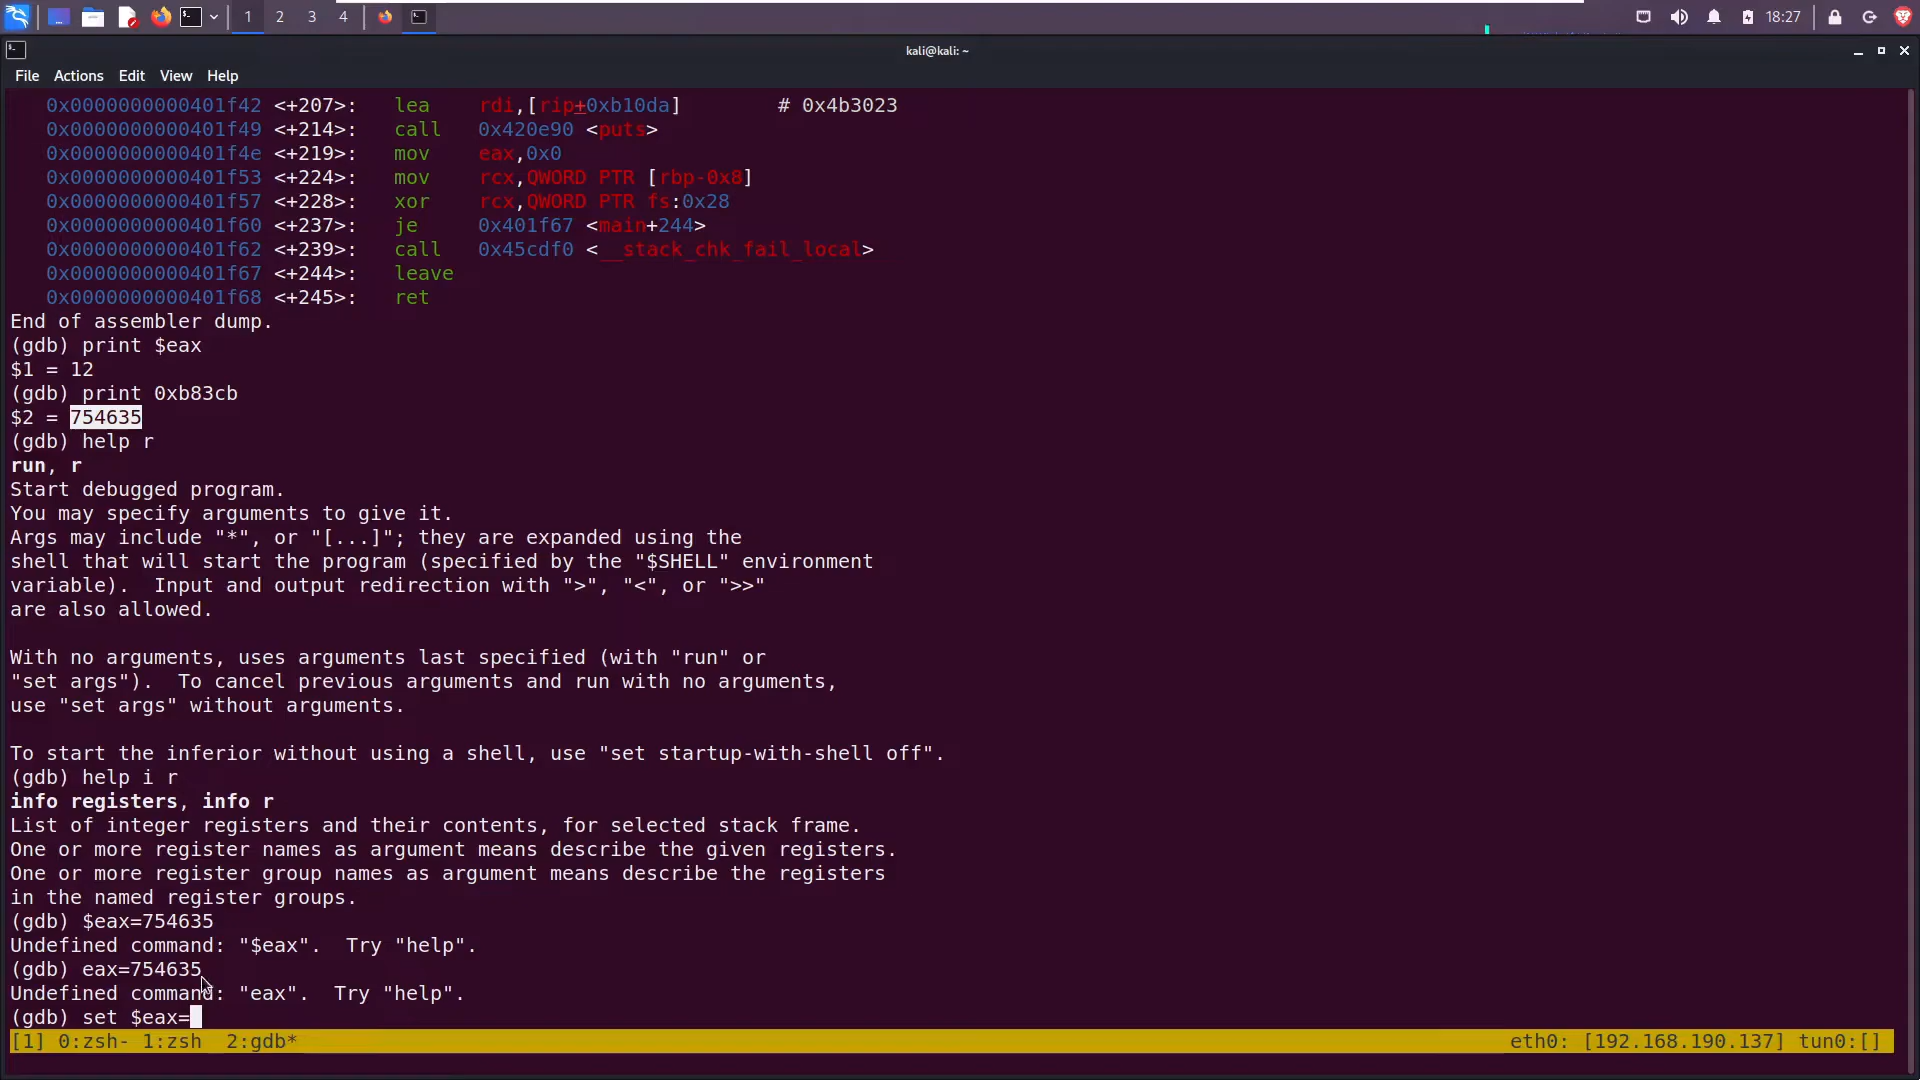 1 2 3 4 18:27
kali@kali: ~
File Actions Edit View Help
0x0000000000401f42 <+207>: lea rdi,[rip+0xb10da] # 0x4b3023
0x0000000000401f49 <+214>: call 0x420e90 <puts>
0x0000000000401f4e <+219>: mov eax,0x0
0x0000000000401f53 <+224>: mov rcx,QWORD PTR [rbp-0x8]
0x0000000000401f57 <+228>: xor rcx,QWORD PTR fs:0x28
0x0000000000401f60 <+237>: je 0x401f67 <main+244>
0x0000000000401f62 <+239>: call 0x45cdf0 <__stack_chk_fail_local>
0x0000000000401f67 <+244>: leave
0x0000000000401f68 <+245>: ret
End of assembler dump.
(gdb) print $eax
$1 = 12
(gdb) print 0xb83cb
$2 = 754635
(gdb) help r
run, r
Start debugged program.
You may specify arguments to give it.
Args may include "*", or "[...]"; they are expanded using the
shell that will start the program (specified by the "$SHELL" environment
variable).  Input and output redirection with ">", "<", or ">>"
are also allowed.
With no arguments, uses arguments last specified (with "run" or
"set args").  To cancel previous arguments and run with no arguments,
use "set args" without arguments.
To start the inferior without using a shell, use "set startup-with-shell off".
(gdb) help i r
info registers, info r
List of integer registers and their contents, for selected stack frame.
One or more register names as argument means describe the given registers.
One or more register group names as argument means describe the registers
in the named register groups.
(gdb) $eax=754635
Undefined command: "$eax".  Try "help".
(gdb) eax=754635
Undefined command: "eax".  Try "help".
(gdb) set $eax=
[1] 0:zsh- 1:zsh  2:gdb* eth0: [192.168.190.137] tun0:[]